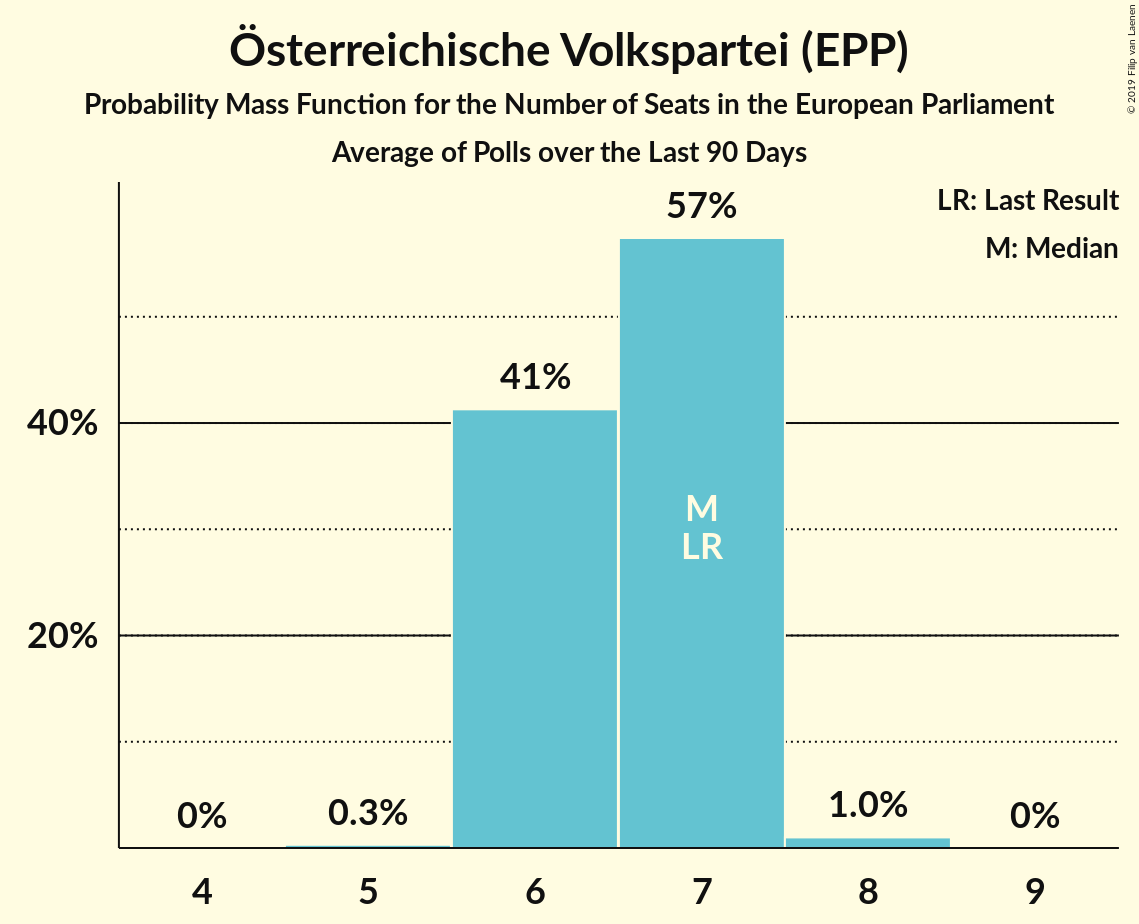 Österreichische Volkspartei (EPP)
Probability Mass Function for the Number of Seats in the European Parliament
Average of Polls over the Last 90 Days
© 2019 Filip van Laenen
LR: Last Result
M: Median
57%
41%
40%
M
LR
20%
0%
0.3%
1.0%
0%
4 5 6 7 8 9